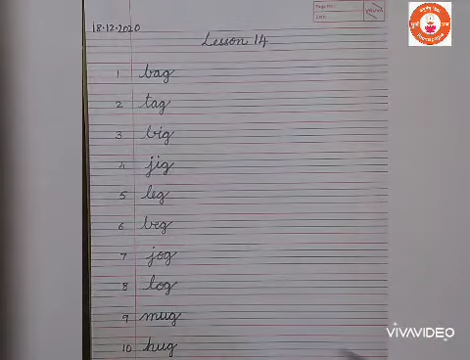 18-12-2020
Lesson 14
1 bag
2 tag
3 big
4 jig
5 leg
6 beg
7 jog
8 log
9 mug
10 hug
VIVAVIDEO